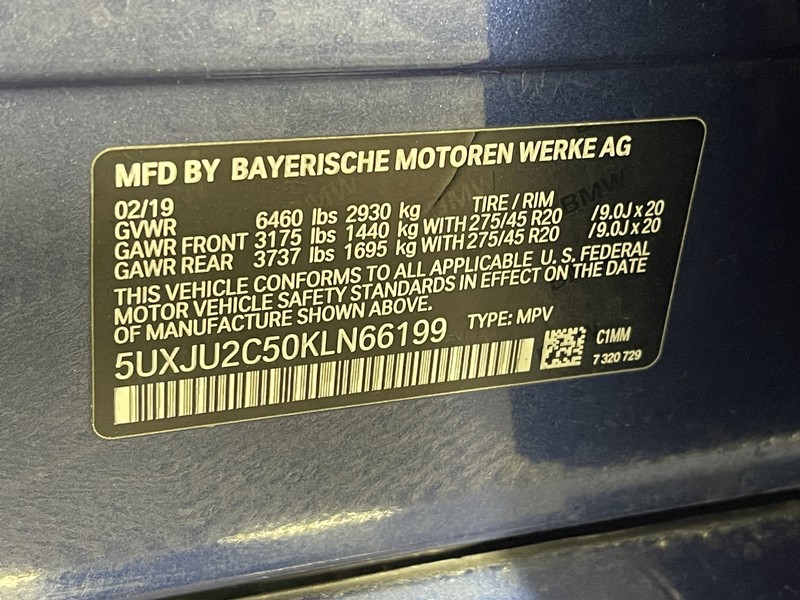 MFD BY BAYERISCHE MOTOREN WERKE AG
02/19 TIRE / RIM
GVWR 6460 lbs 2930 kg
GAWR FRONT 3175 lbs 1440 kg WITH 275/45 R20 /9.0J x 20
GAWR REAR 3737 lbs 1695 kg WITH 275/45 R20 /9.0J x 20
THIS VEHICLE CONFORMS TO ALL APPLICABLE U. S. FEDERAL
MOTOR VEHICLE SAFETY STANDARDS IN EFFECT ON THE DATE
OF MANUFACTURE SHOWN ABOVE.
5UXJU2C50KLN66199 TYPE: MPV
C1MM
7 320 729
BMW